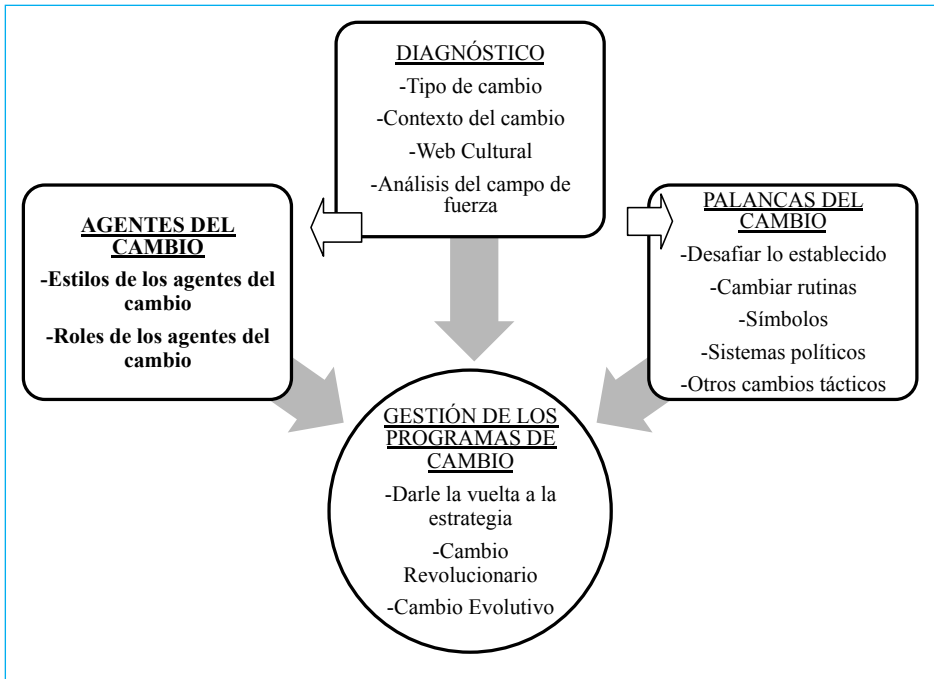 DIAGNÓSTICO
-Tipo de cambio
-Contexto del cambio
-Web Cultural
-Análisis del campo de
fuerza
AGENTES DEL
CAMBIO
-Estilos de los agentes del
cambio
-Roles de los agentes del
cambio
PALANCAS DEL
CAMBIO
-Desafiar lo establecido
-Cambiar rutinas
-Símbolos
-Sistemas políticos
-Otros cambios tácticos
GESTIÓN DE LOS
PROGRAMAS DE
CAMBIO
-Darle la vuelta a la
estrategia
-Cambio
Revolucionario
-Cambio Evolutivo